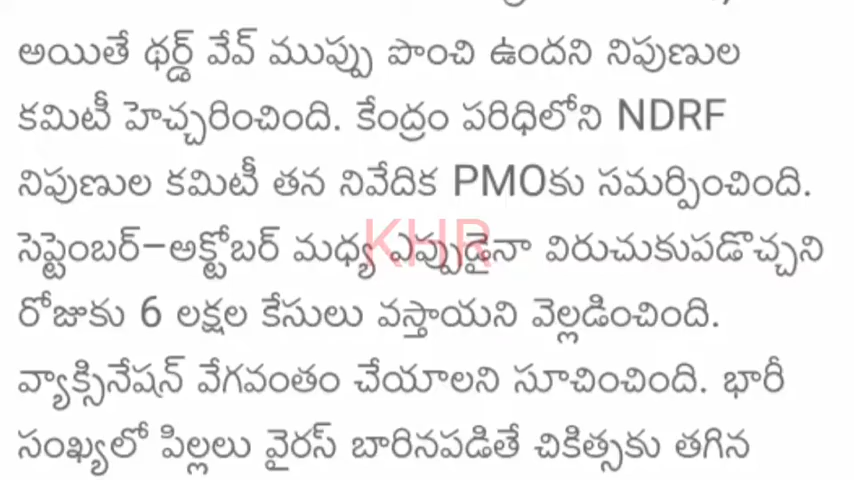 అయితే థర్డ్ వేవ్ ముప్పు పొంచి ఉందని నిపుణుల
కమిటీ హెచ్చరించింది. కేంద్రం పరిధిలోని NDRF
నిపుణుల కమిటీ తన నివేదిక PMOకు సమర్పించింది.
సెప్టెంబర్-అక్టోబర్ మధ్య ఎప్పుడైనా విరుచుకుపడొచ్చని
KHR
రోజుకు 6 లక్షల కేసులు వస్తాయని వెల్లడించింది.
వ్యాక్సినేషన్ వేగవంతం చేయాలని సూచించింది. భారీ
సంఖ్యలో పిల్లలు వైరస్ బారినపడితే చికిత్సకు తగిన